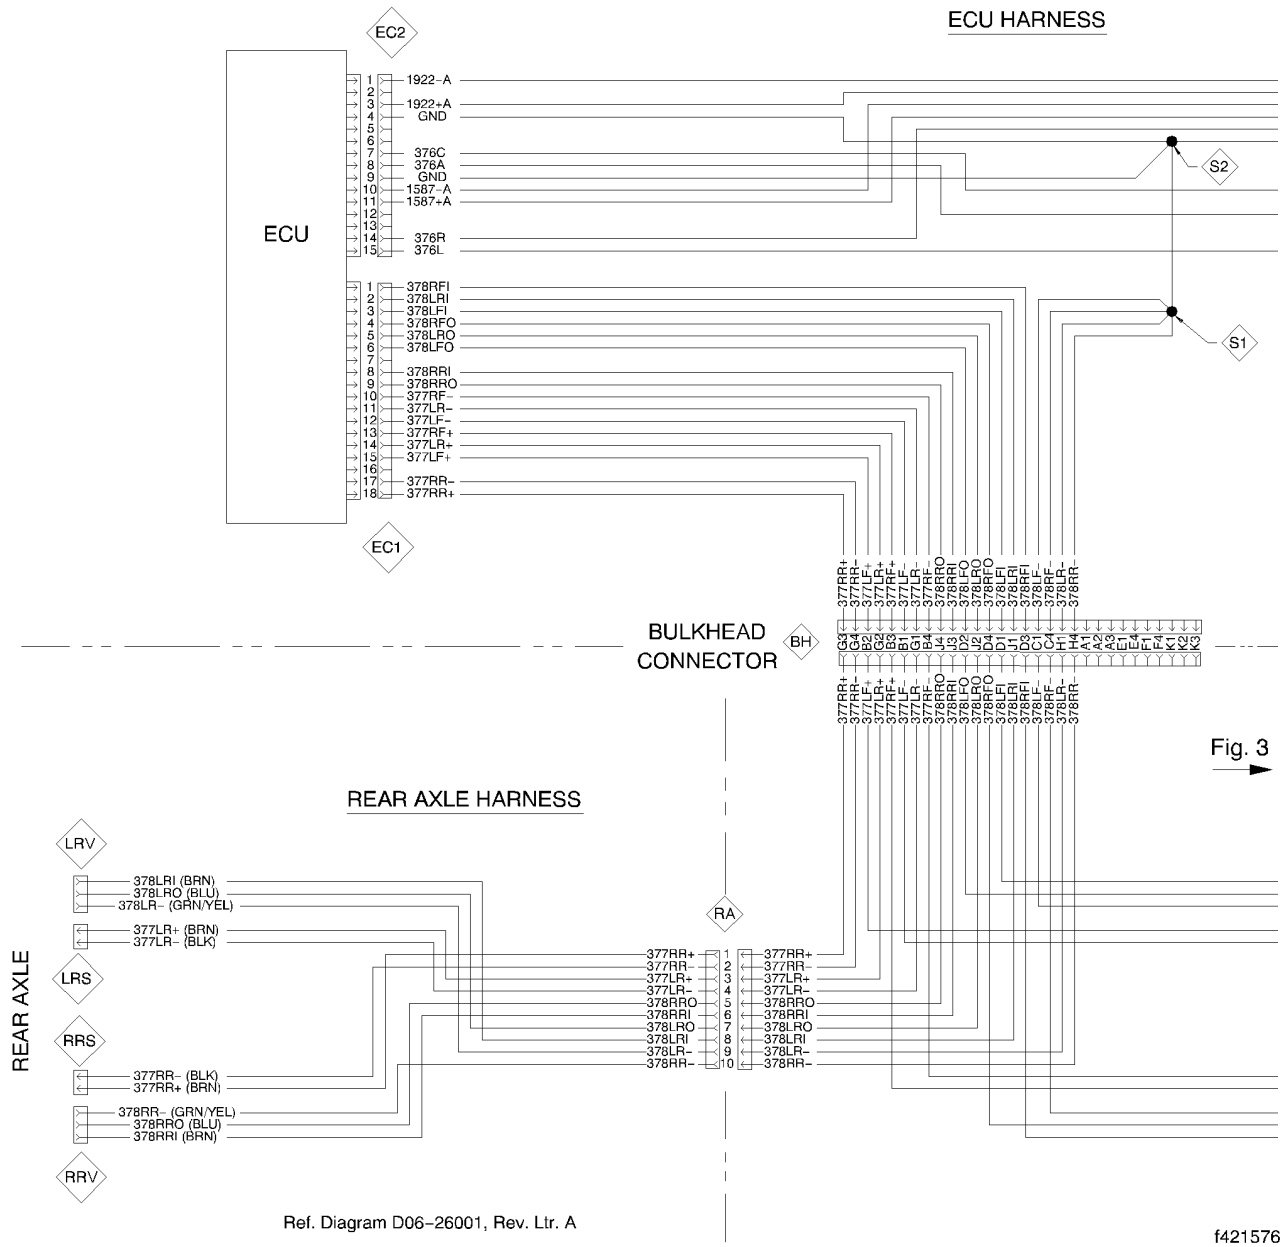 ECU HARNESS
EC2
1 1922-A
2
3 1922+A
4 GND
5
6
7 376C
8 376A
9 GND
10 1587-A
11 1587+A
12
13
14 376R
15 376L
S2
ECU
1 378RFI
2 378LRI
3 378LFI
4 378RFO
5 378LRO
6 378LFO
7
8 378RRI
9 378RRO
10 377RF-
11 377LR-
12 377LF-
13 377RF+
14 377LR+
15 377LF+
16
17 377RR-
18 377RR+
S1
EC1
377RR+ 377RR- 377LF+ 377LR+ 377RF+ 377LF- 377LR- 377RF- 378RRO 378RRI 378LFO 378LRO 378RFO 378LFI 378LRI 378RFI 378LF- 378RF- 378LR- 378RR-
BULKHEAD
CONNECTOR
BH
G3 G4 B2 G2 B3 B1 G1 B4 J4 J3 D2 J2 D4 D1 J1 D3 C1 C4 H1 H4 A1 A2 A3 E1 E4 F1 F4 K1 K2 K3
377RR+ 377RR- 377LF+ 377LR+ 377RF+ 377LF- 377LR- 377RF- 378RRO 378RRI 378LFO 378LRO 378RFO 378LFI 378LRI 378RFI 378LF- 378RF- 378LR- 378RR-
Fig. 3
REAR AXLE HARNESS
LRV
378LRI (BRN)
378LRO (BLU)
378LR- (GRN/YEL)
377LR+ (BRN)
377LR- (BLK)
LRS
REAR AXLE
RRS
377RR- (BLK)
377RR+ (BRN)
378RR- (GRN/YEL)
378RRO (BLU)
378RRI (BRN)
RRV
RA
377RR+ 1 377RR+
377RR- 2 377RR-
377LR+ 3 377LR+
377LR- 4 377LR-
378RRO 5 378RRO
378RRI 6 378RRI
378LRO 7 378LRO
378LRI 8 378LRI
378LR- 9 378LR-
378RR- 10 378RR-
Ref. Diagram D06-26001, Rev. Ltr. A
f421576